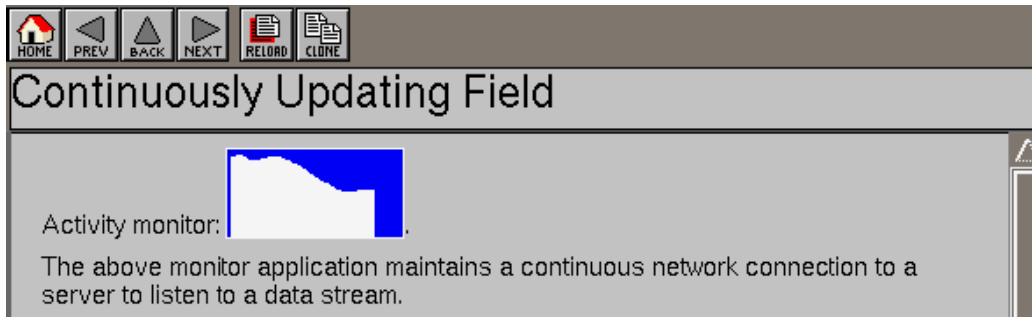 HOME PREV BACK NEXT RELOAD CLONE
Continuously Updating Field
Activity monitor: .
The above monitor application maintains a continuous network connection to a
server to listen to a data stream.